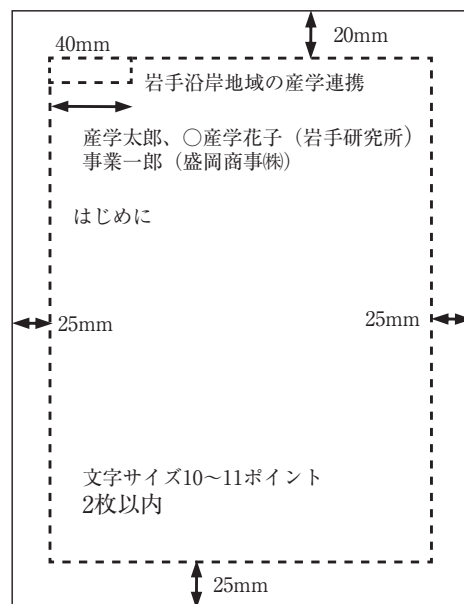 20mm
40mm
岩手沿岸地域の産学連携
産学太郎、○産学花子（岩手研究所）
事業一郎（盛岡商事㈱）
はじめに
25mm
25mm
文字サイズ10〜11ポイント
2枚以内
25mm